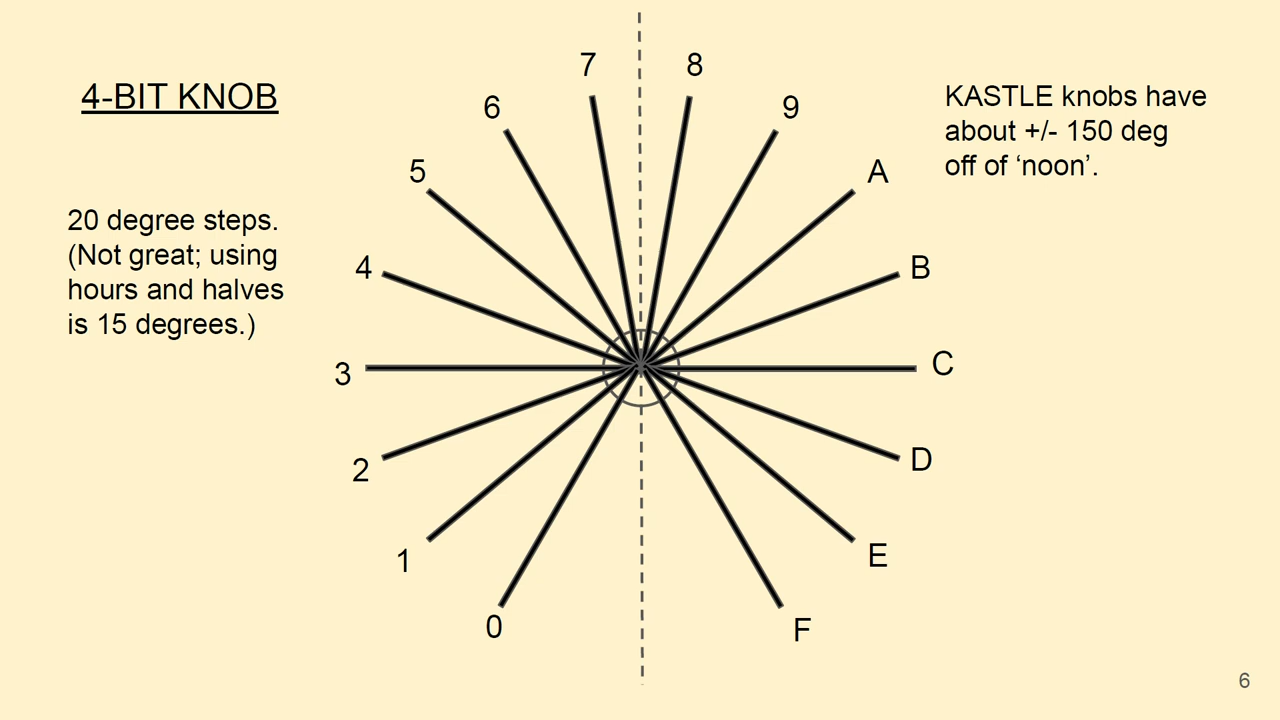 4-BIT KNOB
20 degree steps.
(Not great; using
hours and halves
is 15 degrees.)
7
8
6
9
5
A
4
B
3
C
2
D
1
E
0
F
KASTLE knobs have
about +/- 150 deg
off of ‘noon’.
6